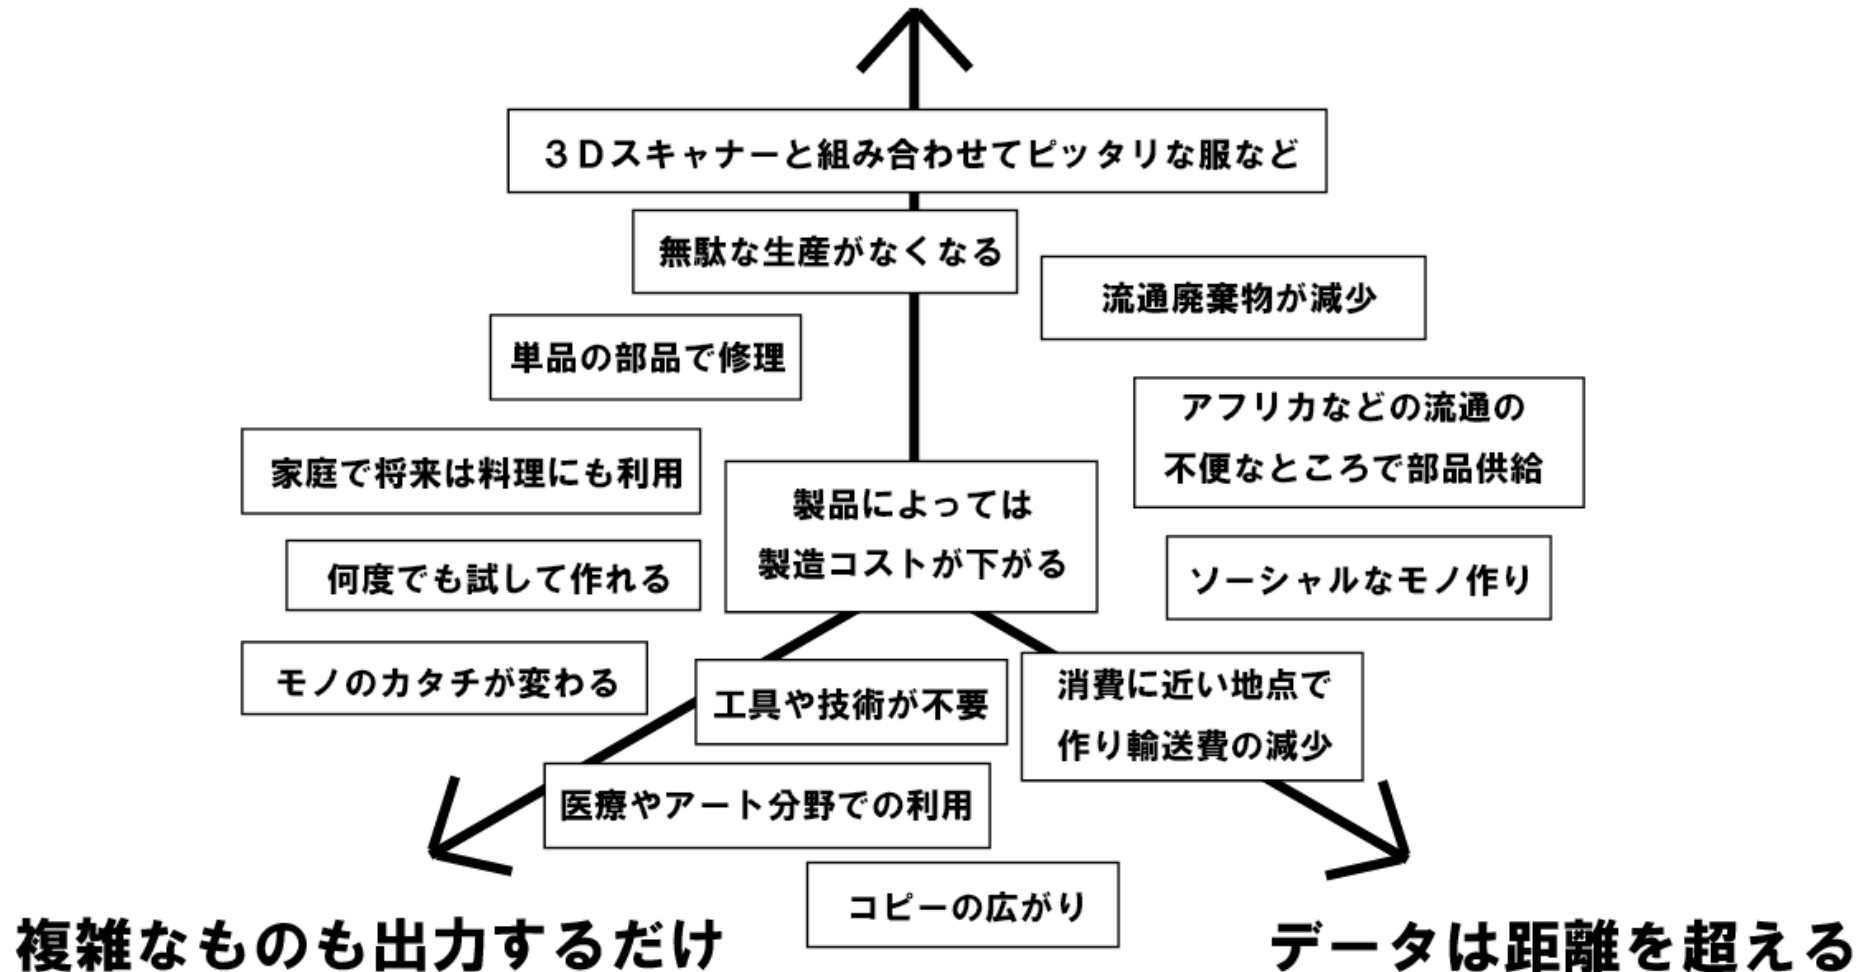 ３Ｄスキャナーと組み合わせてピッタリな服など
無駄な生産がなくなる
流通廃棄物が減少
単品の部品で修理
アフリカなどの流通の
不便なところで部品供給
家庭で将来は料理にも利用
製品によっては
製造コストが下がる
何度でも試して作れる
ソーシャルなモノ作り
モノのカタチが変わる
工具や技術が不要
消費に近い地点で
作り輸送費の減少
医療やアート分野での利用
コピーの広がり
複雑なものも出力するだけ
データは距離を超える